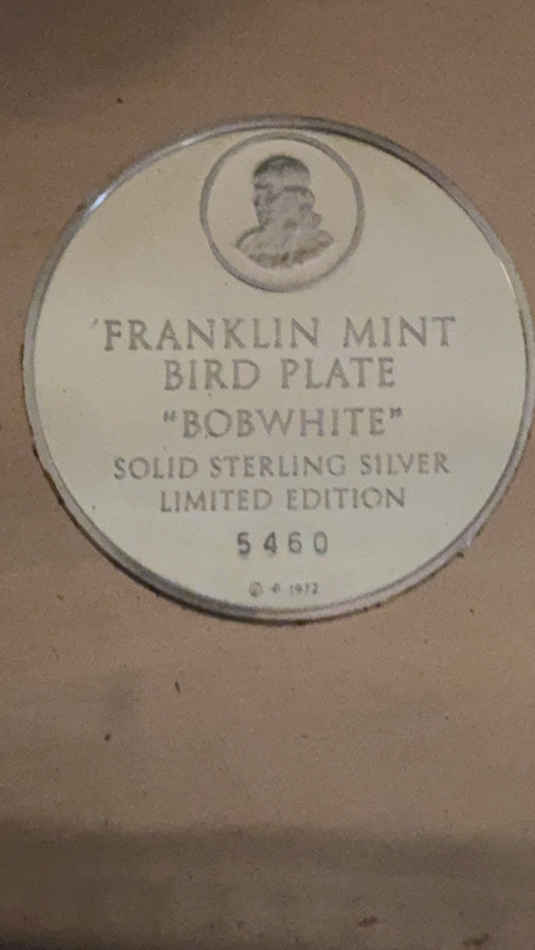 FRANKLIN MINT
BIRD PLATE
"BOBWHITE"
SOLID STERLING SILVER
LIMITED EDITION
5460
© 1972